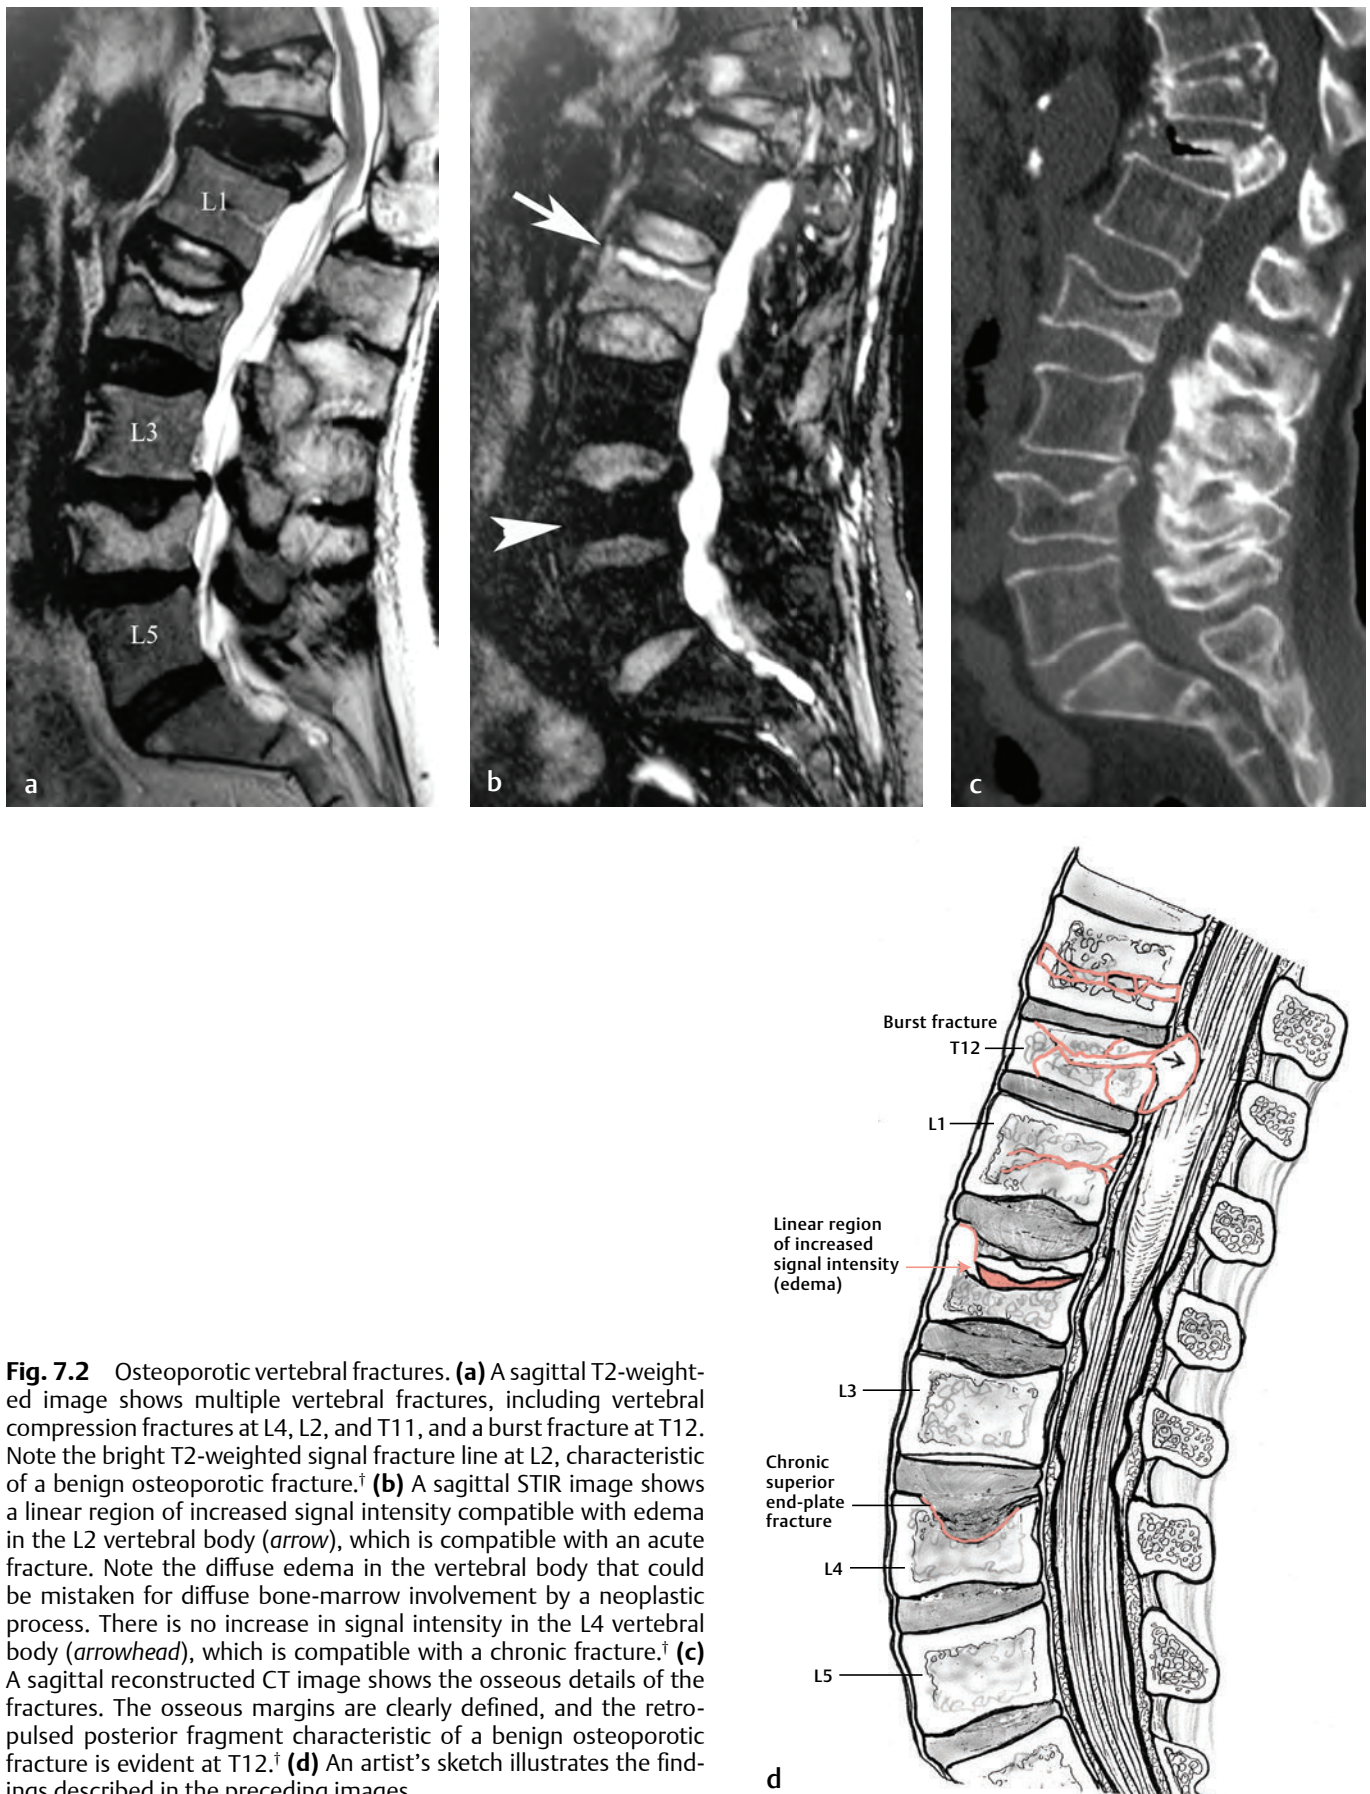 L1
L3
L5
a
b
c
Burst fracture
T12
L1
Linear region
of increased
signal intensity
(edema)
L3
Chronic
superior
end-plate
fracture
L4
L5
d
Fig. 7.2 Osteoporotic vertebral fractures. (a) A sagittal T2-weight-
ed image shows multiple vertebral fractures, including vertebral
compression fractures at L4, L2, and T11, and a burst fracture at T12.
Note the bright T2-weighted signal fracture line at L2, characteristic
of a benign osteoporotic fracture.† (b) A sagittal STIR image shows
a linear region of increased signal intensity compatible with edema
in the L2 vertebral body (arrow), which is compatible with an acute
fracture. Note the diffuse edema in the vertebral body that could
be mistaken for diffuse bone-marrow involvement by a neoplastic
process. There is no increase in signal intensity in the L4 vertebral
body (arrowhead), which is compatible with a chronic fracture.† (c)
A sagittal reconstructed CT image shows the osseous details of the
fractures. The osseous margins are clearly defined, and the retro-
pulsed posterior fragment characteristic of a benign osteoporotic
fracture is evident at T12.† (d) An artist's sketch illustrates the find-
ings described in the preceding images.